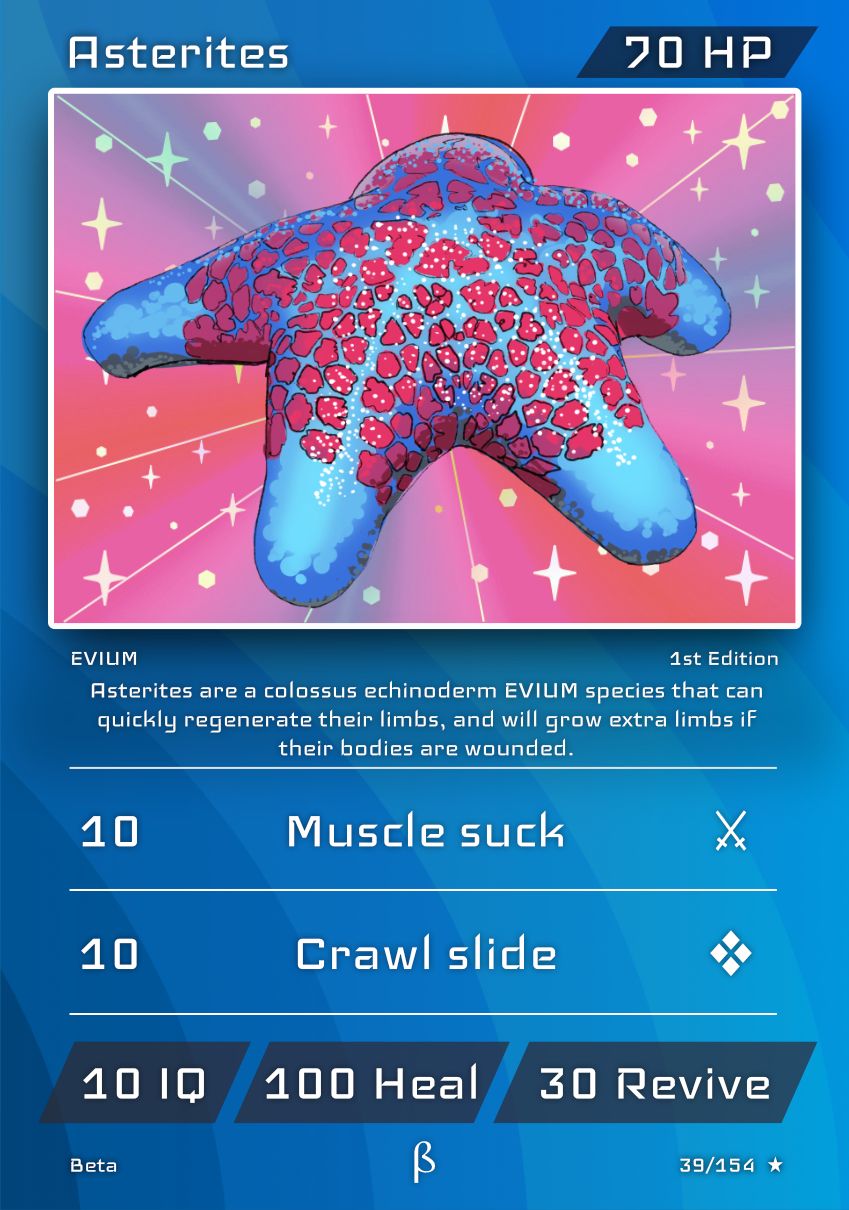 Asterites
70 HP
EVIUM
1st Edition
Asterites are a colossus echinoderm EVIUM species that can
quickly regenerate their limbs, and will grow extra limbs if
their bodies are wounded.
10 Muscle suck
10 Crawl slide
10 IQ
100 Heal
30 Revive
Beta
β
39/154 ★